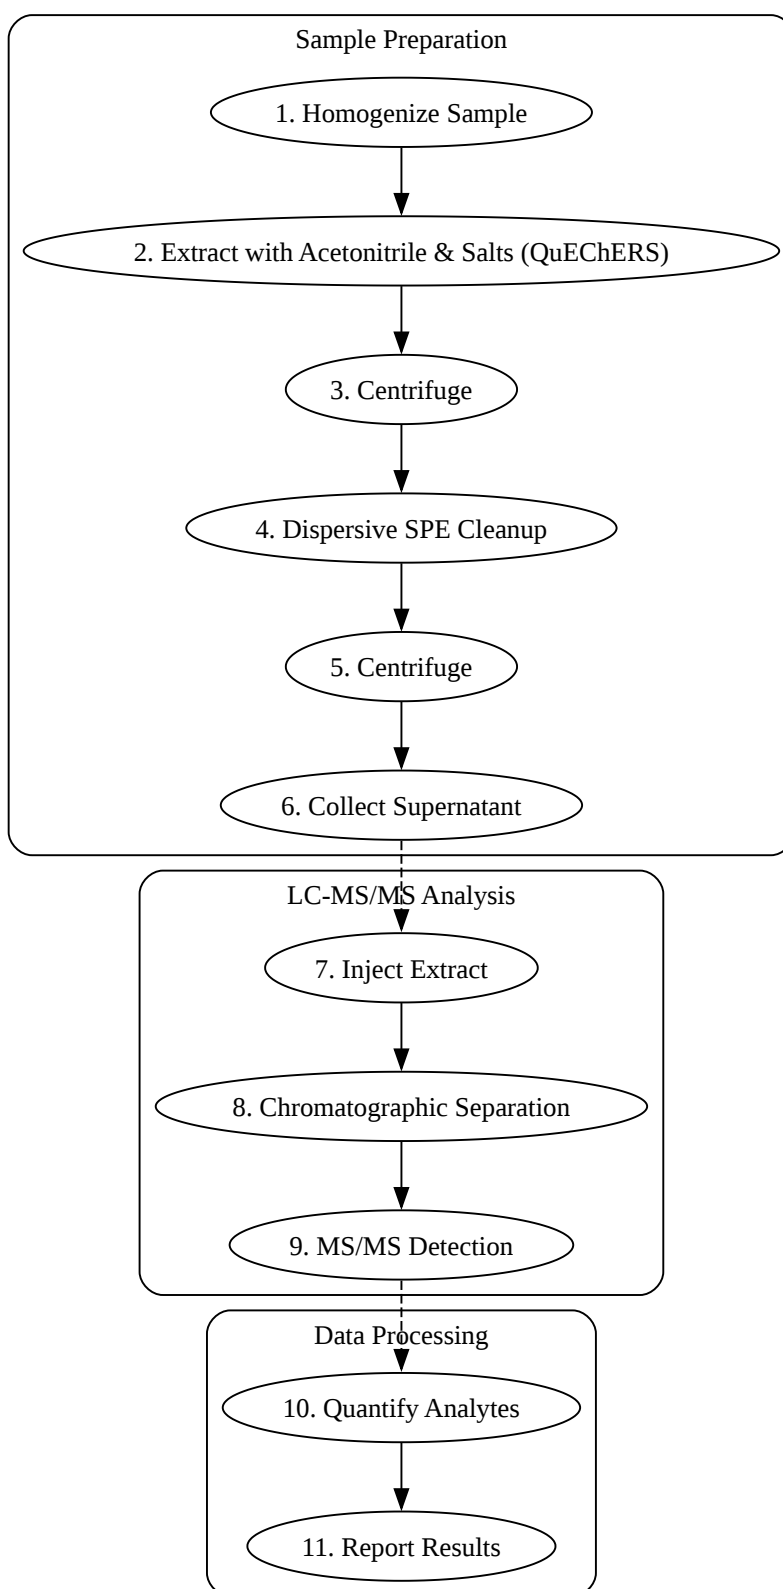 Sample Preparation
1. Homogenize Sample
2. Extract with Acetonitrile & Salts (QuEChERS)
3. Centrifuge
4. Dispersive SPE Cleanup
5. Centrifuge
6. Collect Supernatant
LC-MS/MS Analysis
7. Inject Extract
8. Chromatographic Separation
9. MS/MS Detection
Data Processing
10. Quantify Analytes
11. Report Results